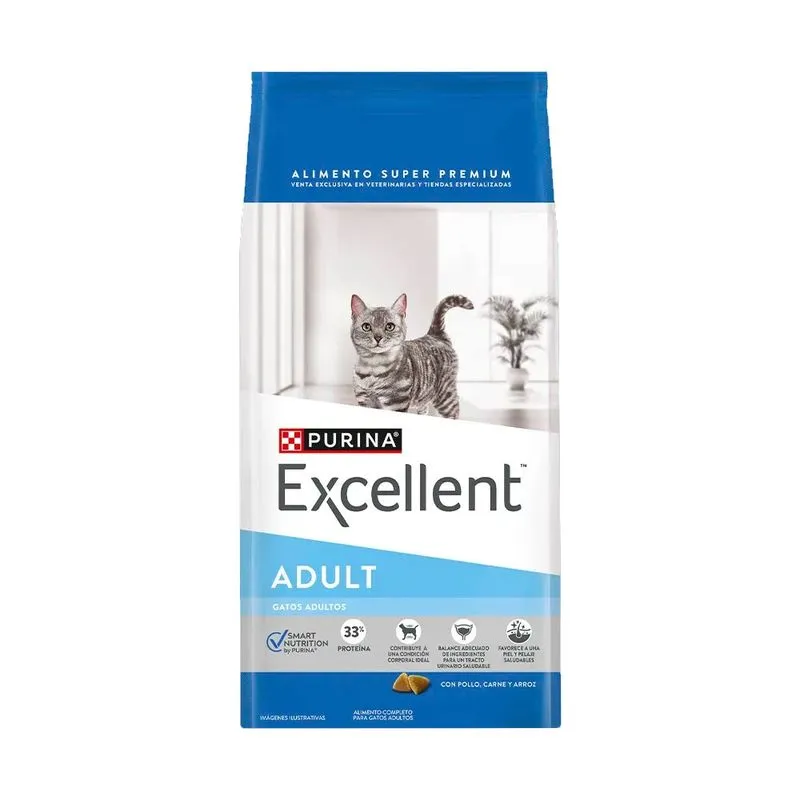 ALIMENTO SUPER PREMIUM
VENTA EXCLUSIVA EN VETERINARIAS Y TIENDAS ESPECIALIZADAS
PURINA®
Excellent™
ADULT
GATOS ADULTOS
SMART
NUTRITION
by PURINA®
33%
PROTEÍNA
CONTRIBUYE A
UNA CONDICIÓN
CORPORAL IDEAL
BALANCE ADECUADO
DE INGREDIENTES
PARA UN TRACTO
URINARIO SALUDABLE
FAVORECE A UNA
PIEL Y PELAJE
SALUDABLES
CON POLLO, CARNE Y ARROZ
IMÁGENES ILUSTRATIVAS
ALIMENTO COMPLETO
PARA GATOS ADULTOS